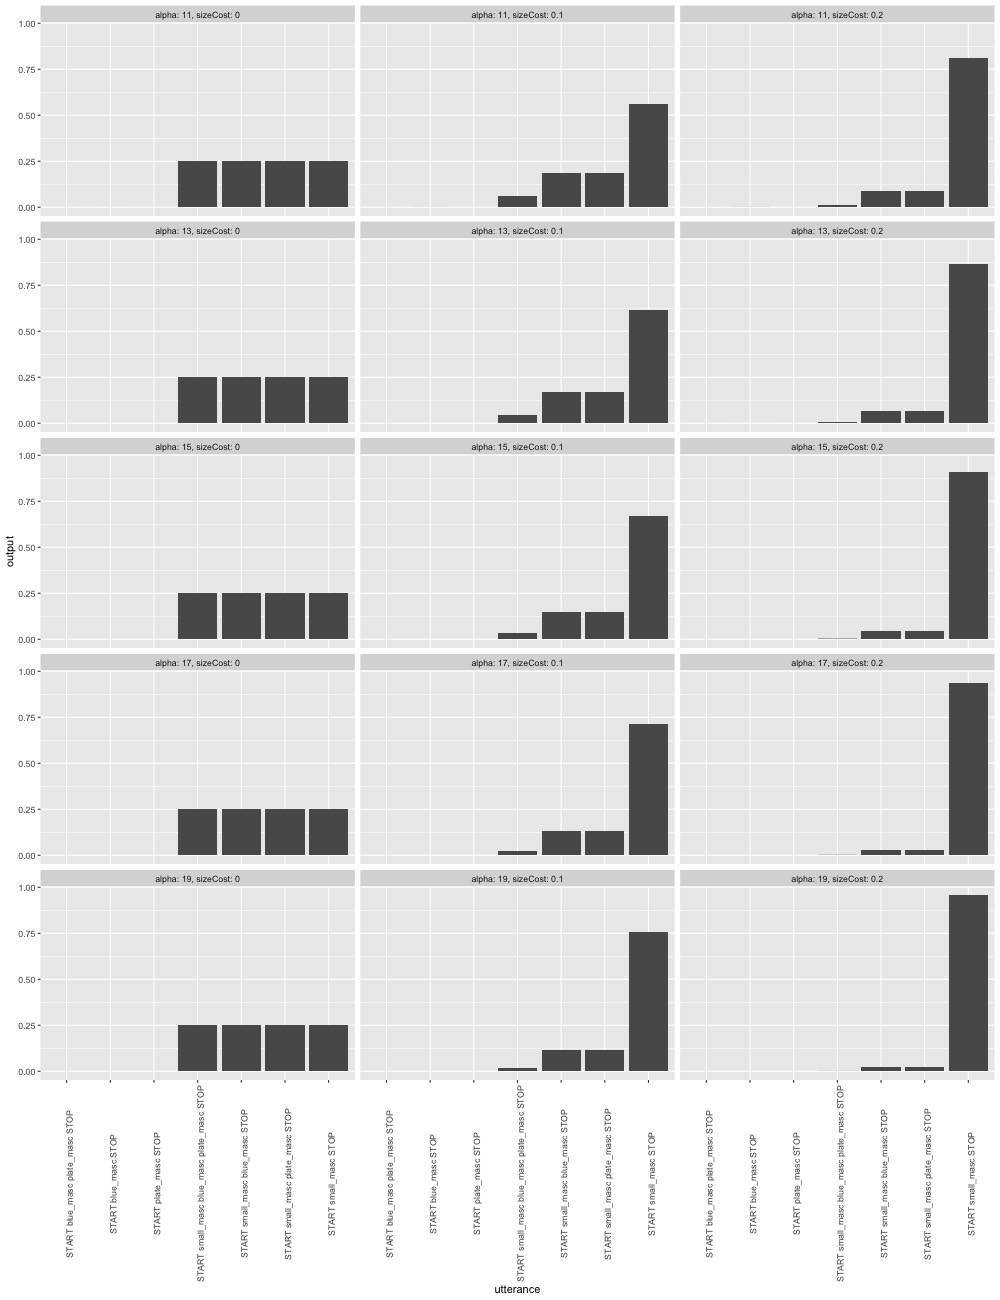 alpha: 11, sizeCost: 0
alpha: 11, sizeCost: 0.1
alpha: 11, sizeCost: 0.2
1.00
0.75
0.50
0.25
0.00
alpha: 13, sizeCost: 0
alpha: 13, sizeCost: 0.1
alpha: 13, sizeCost: 0.2
1.00
0.75
0.50
0.25
0.00
alpha: 15, sizeCost: 0
alpha: 15, sizeCost: 0.1
alpha: 15, sizeCost: 0.2
1.00
0.75
0.50
0.25
0.00
output
alpha: 17, sizeCost: 0
alpha: 17, sizeCost: 0.1
alpha: 17, sizeCost: 0.2
1.00
0.75
0.50
0.25
0.00
alpha: 19, sizeCost: 0
alpha: 19, sizeCost: 0.1
alpha: 19, sizeCost: 0.2
1.00
0.75
0.50
0.25
0.00
START blue_masc plate_masc STOP
START blue_masc STOP
START plate_masc STOP
START small_masc blue_masc plate_masc STOP
START small_masc blue_masc STOP
START small_masc plate_masc STOP
START small_masc STOP
START blue_masc plate_masc STOP
START blue_masc STOP
START plate_masc STOP
START small_masc blue_masc plate_masc STOP
START small_masc blue_masc STOP
START small_masc plate_masc STOP
START small_masc STOP
START blue_masc plate_masc STOP
START blue_masc STOP
START plate_masc STOP
START small_masc blue_masc plate_masc STOP
START small_masc blue_masc STOP
START small_masc plate_masc STOP
START small_masc STOP
utterance